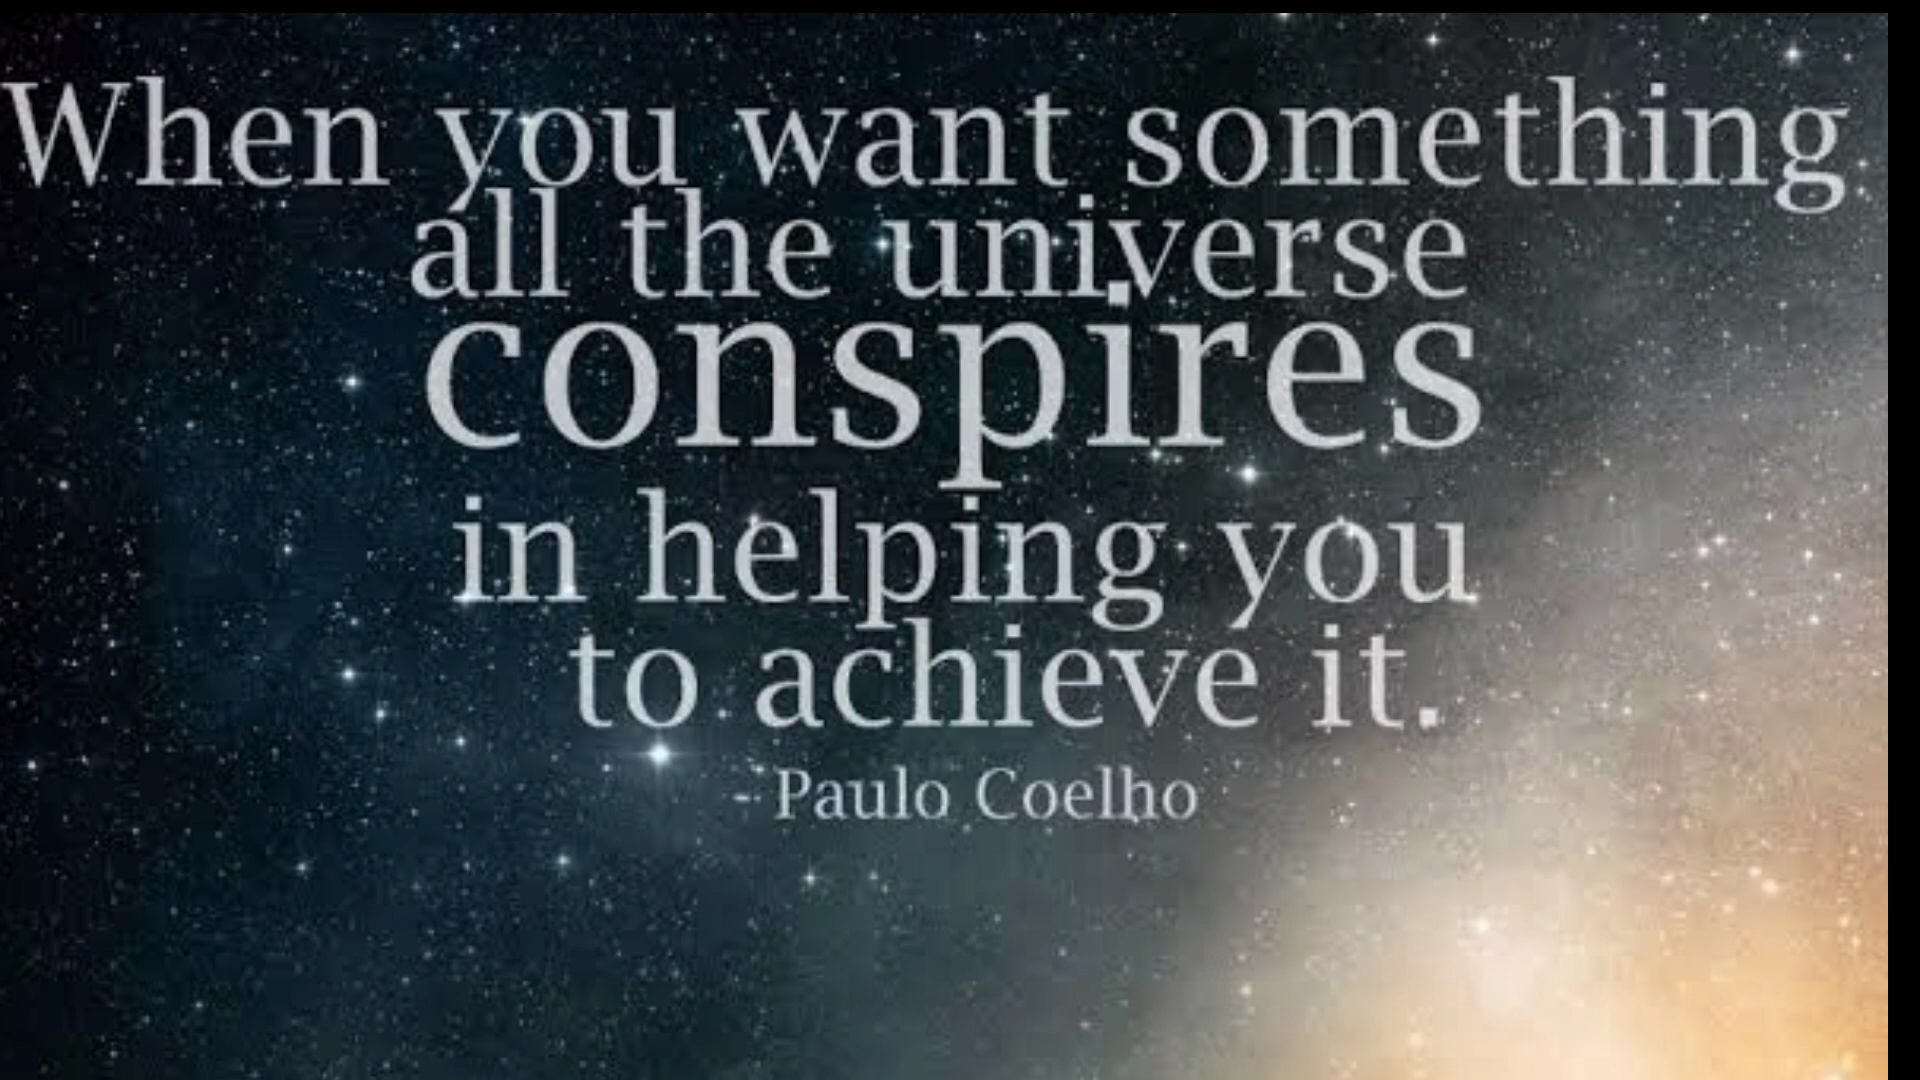 When you want something
all the universe
conspires
in helping you
to achieve it.
- Paulo Coelho